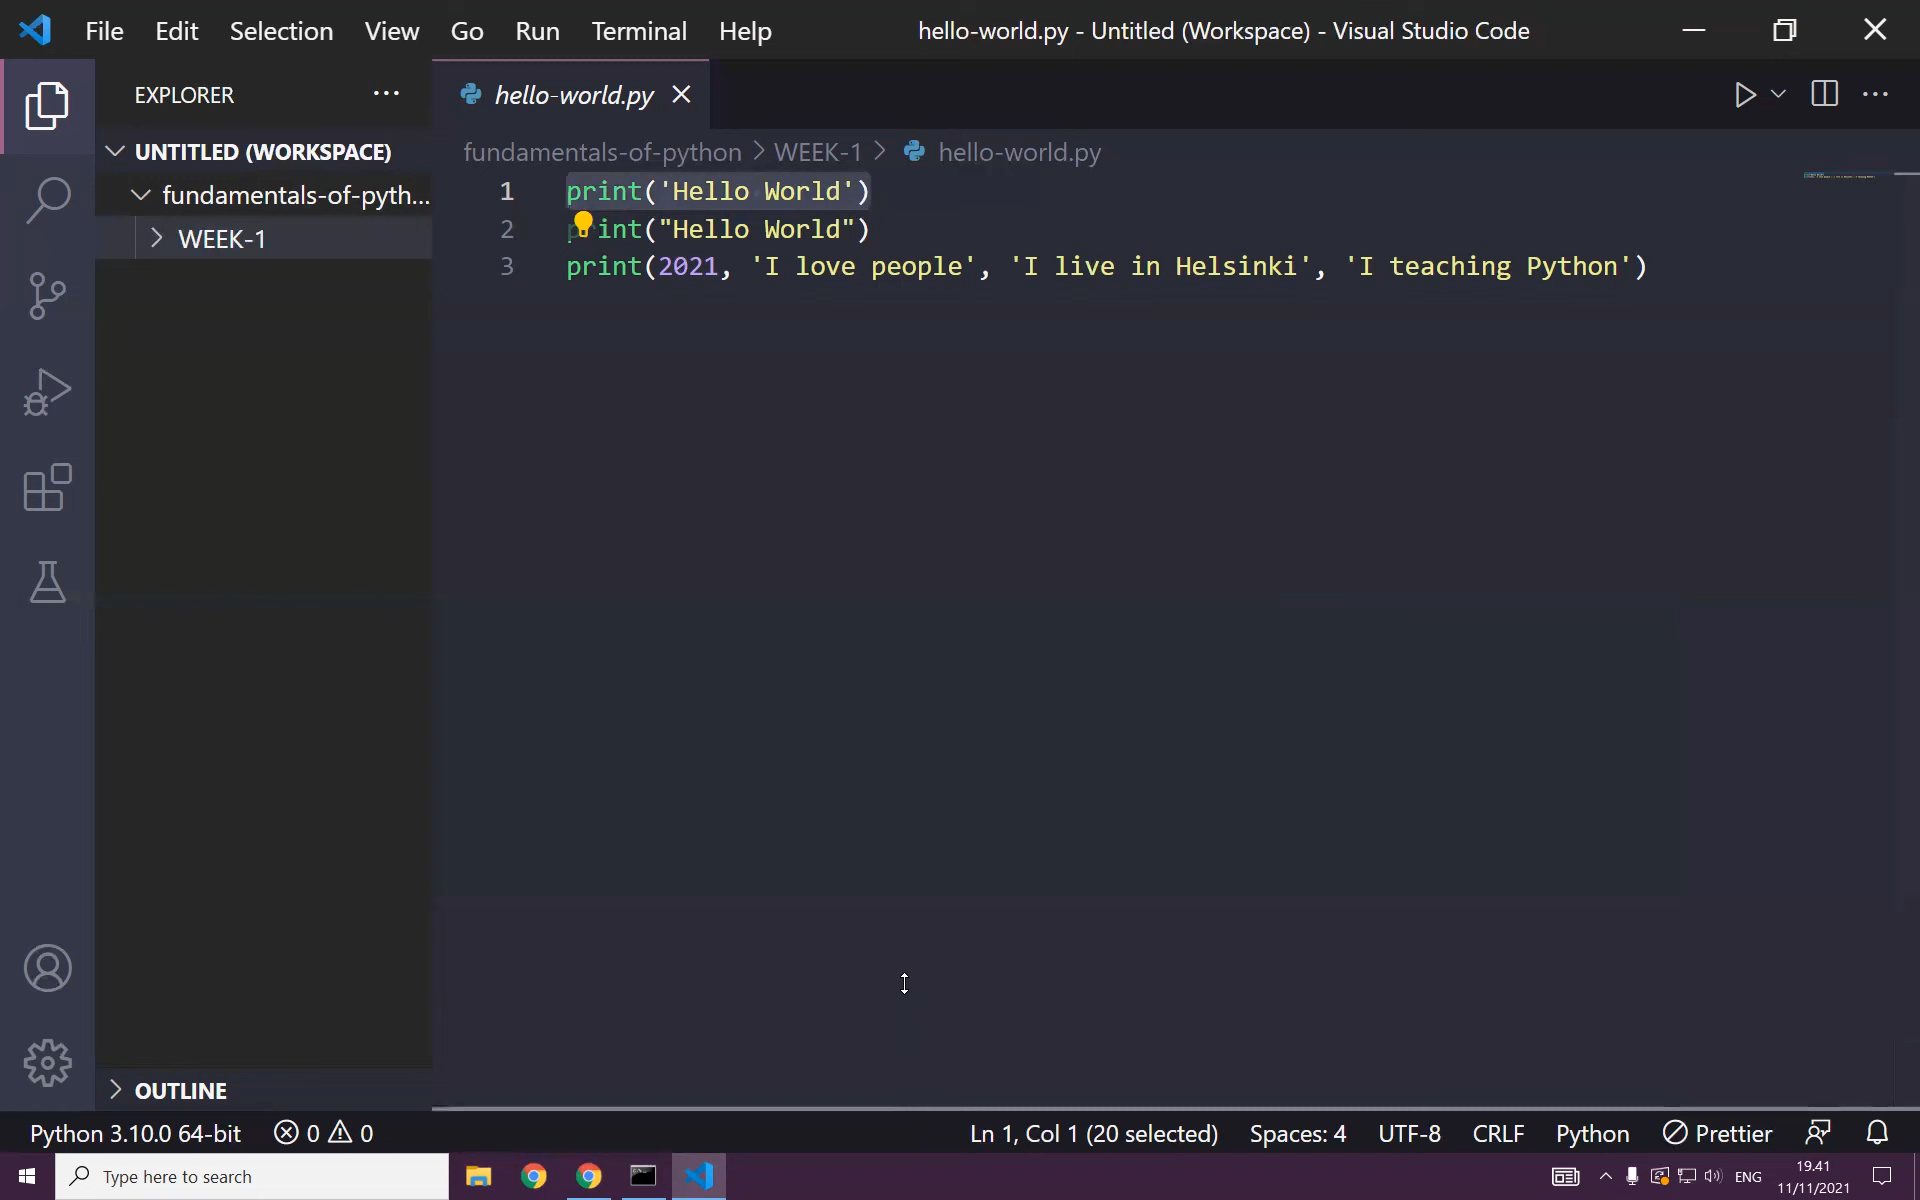 File Edit Selection View Go Run Terminal Help
hello-world.py - Untitled (Workspace) - Visual Studio Code
EXPLORER
hello-world.py
UNTITLED (WORKSPACE)
fundamentals-of-pyth...
WEEK-1
fundamentals-of-python > WEEK-1 > hello-world.py
1 print('Hello World')
2 print("Hello World")
3 print(2021, 'I love people', 'I live in Helsinki', 'I teaching Python')
OUTLINE
Python 3.10.0 64-bit 0 0
Ln 1, Col 1 (20 selected) Spaces: 4 UTF-8 CRLF Python Prettier
Type here to search
ENG
19.41
11/11/2021